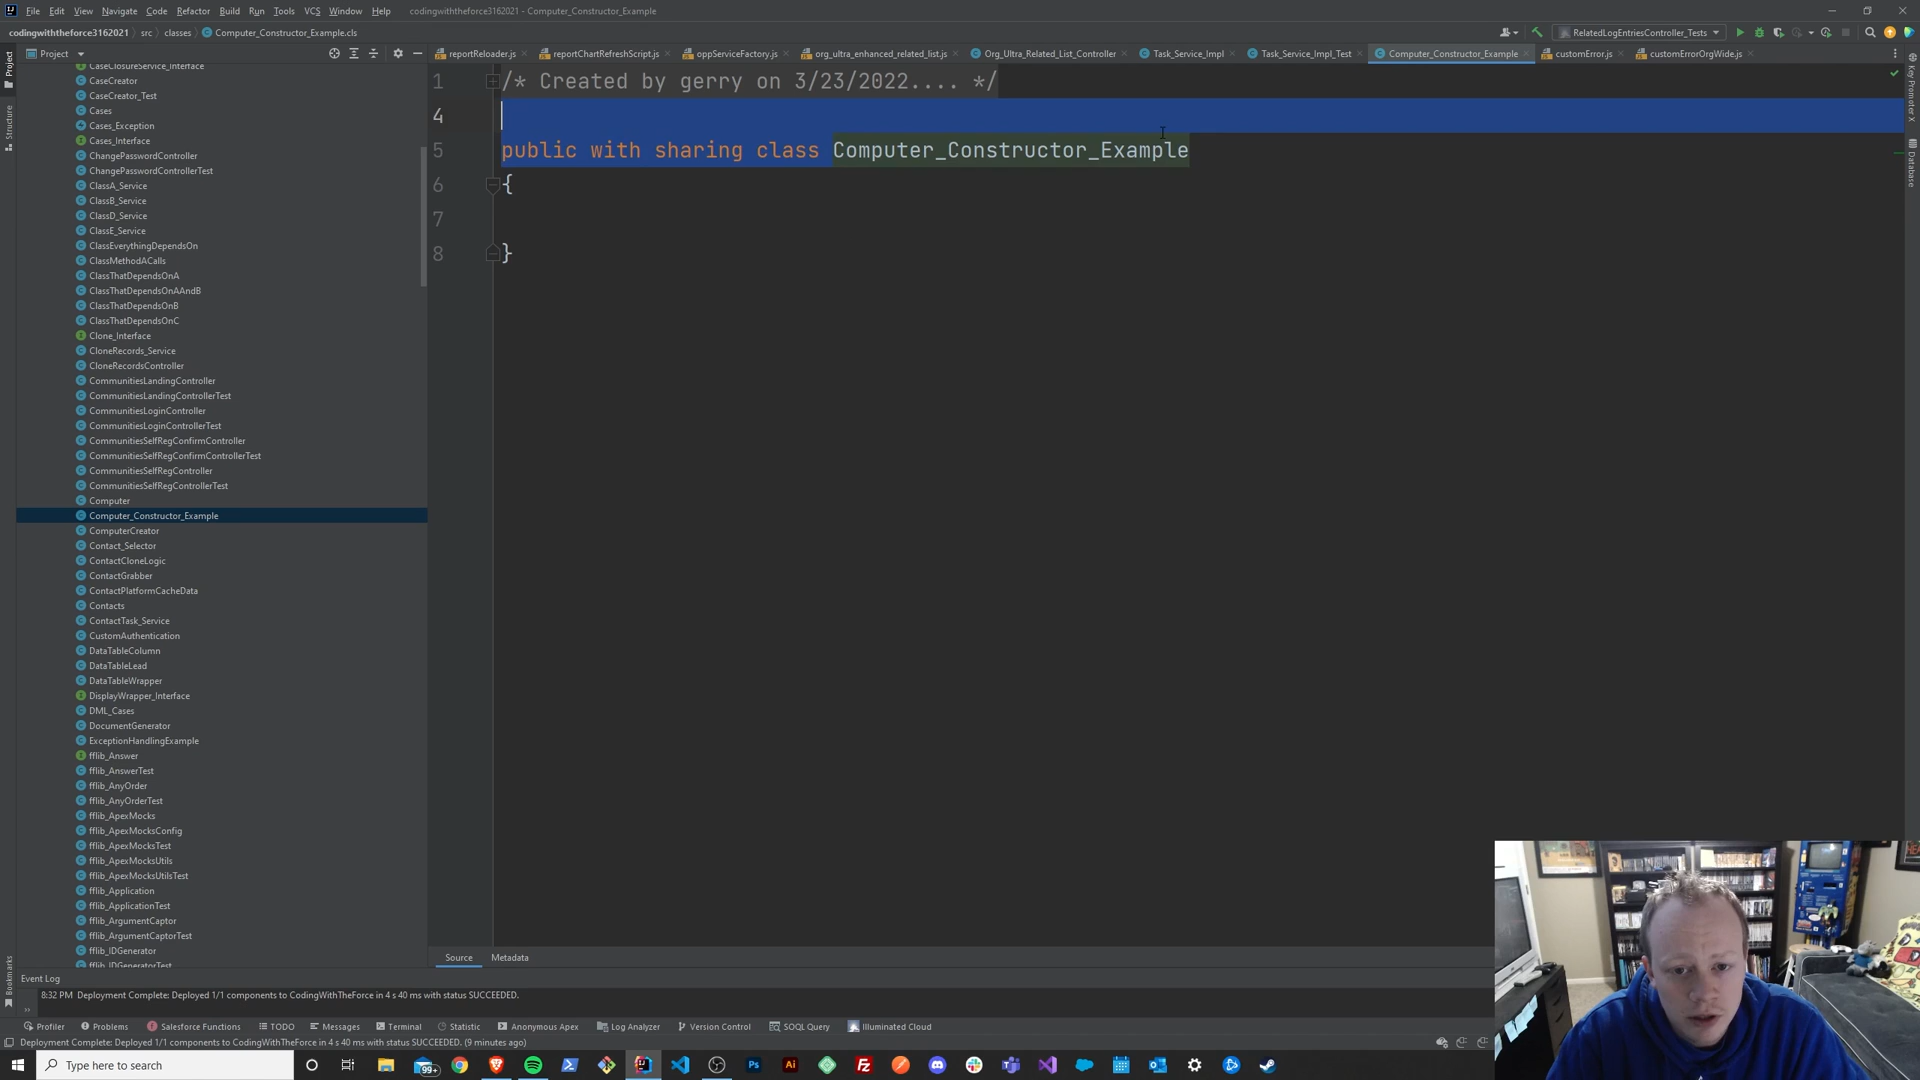 File Edit View Navigate Code Refactor Build Run Tools VCS Window Help codingwiththeforce3162021 - Computer_Constructor_Example
codingwiththeforce3162021 src classes Computer_Constructor_Example.cls RelatedLogEntriesController_Tests
Project
reportReloader.js reportChartRefreshScript.js oppServiceFactory.js org_ultra_enhanced_related_list.js Org_Ultra_Related_List_Controller Task_Service_Impl Task_Service_Impl_Test Computer_Constructor_Example customError.js customErrorOrgWide.js
Project
Structure
Bookmarks
Key Promoter X
Database
CaseClosureService_Interface
CaseCreator
CaseCreator_Test
Cases
Cases_Exception
Cases_Interface
ChangePasswordController
ChangePasswordControllerTest
ClassA_Service
ClassB_Service
ClassD_Service
ClassE_Service
ClassEverythingDependsOn
ClassMethodACalls
ClassThatDependsOnA
ClassThatDependsOnAAndB
ClassThatDependsOnB
ClassThatDependsOnC
Clone_Interface
CloneRecords_Service
CloneRecordsController
CommunitiesLandingController
CommunitiesLandingControllerTest
CommunitiesLoginController
CommunitiesLoginControllerTest
CommunitiesSelfRegConfirmController
CommunitiesSelfRegConfirmControllerTest
CommunitiesSelfRegController
CommunitiesSelfRegControllerTest
Computer
Computer_Constructor_Example
ComputerCreator
Contact_Selector
ContactCloneLogic
ContactGrabber
ContactPlatformCacheData
Contacts
ContactTask_Service
CustomAuthentication
DataTableColumn
DataTableLead
DataTableWrapper
DisplayWrapper_Interface
DML_Cases
DocumentGenerator
ExceptionHandlingExample
fflib_Answer
fflib_AnswerTest
fflib_AnyOrder
fflib_AnyOrderTest
fflib_ApexMocks
fflib_ApexMocksConfig
fflib_ApexMocksTest
fflib_ApexMocksUtils
fflib_ApexMocksUtilsTest
fflib_Application
fflib_ApplicationTest
fflib_ArgumentCaptor
fflib_ArgumentCaptorTest
fflib_IDGenerator
fflib_IDGeneratorTest
1 /* Created by gerry on 3/23/2022.... */
4
5 public with sharing class Computer_Constructor_Example
6 {
7
8 }
Source Metadata
Event Log
8:32 PM Deployment Complete: Deployed 1/1 components to CodingWithTheForce in 4 s 40 ms with status SUCCEEDED.
Profiler Problems Salesforce Functions TODO Messages Terminal Statistic Anonymous Apex Log Analyzer Version Control SOQL Query Illuminated Cloud
Deployment Complete: Deployed 1/1 components to CodingWithTheForce in 4 s 40 ms with status SUCCEEDED. (9 minutes ago)
Type here to search 99+